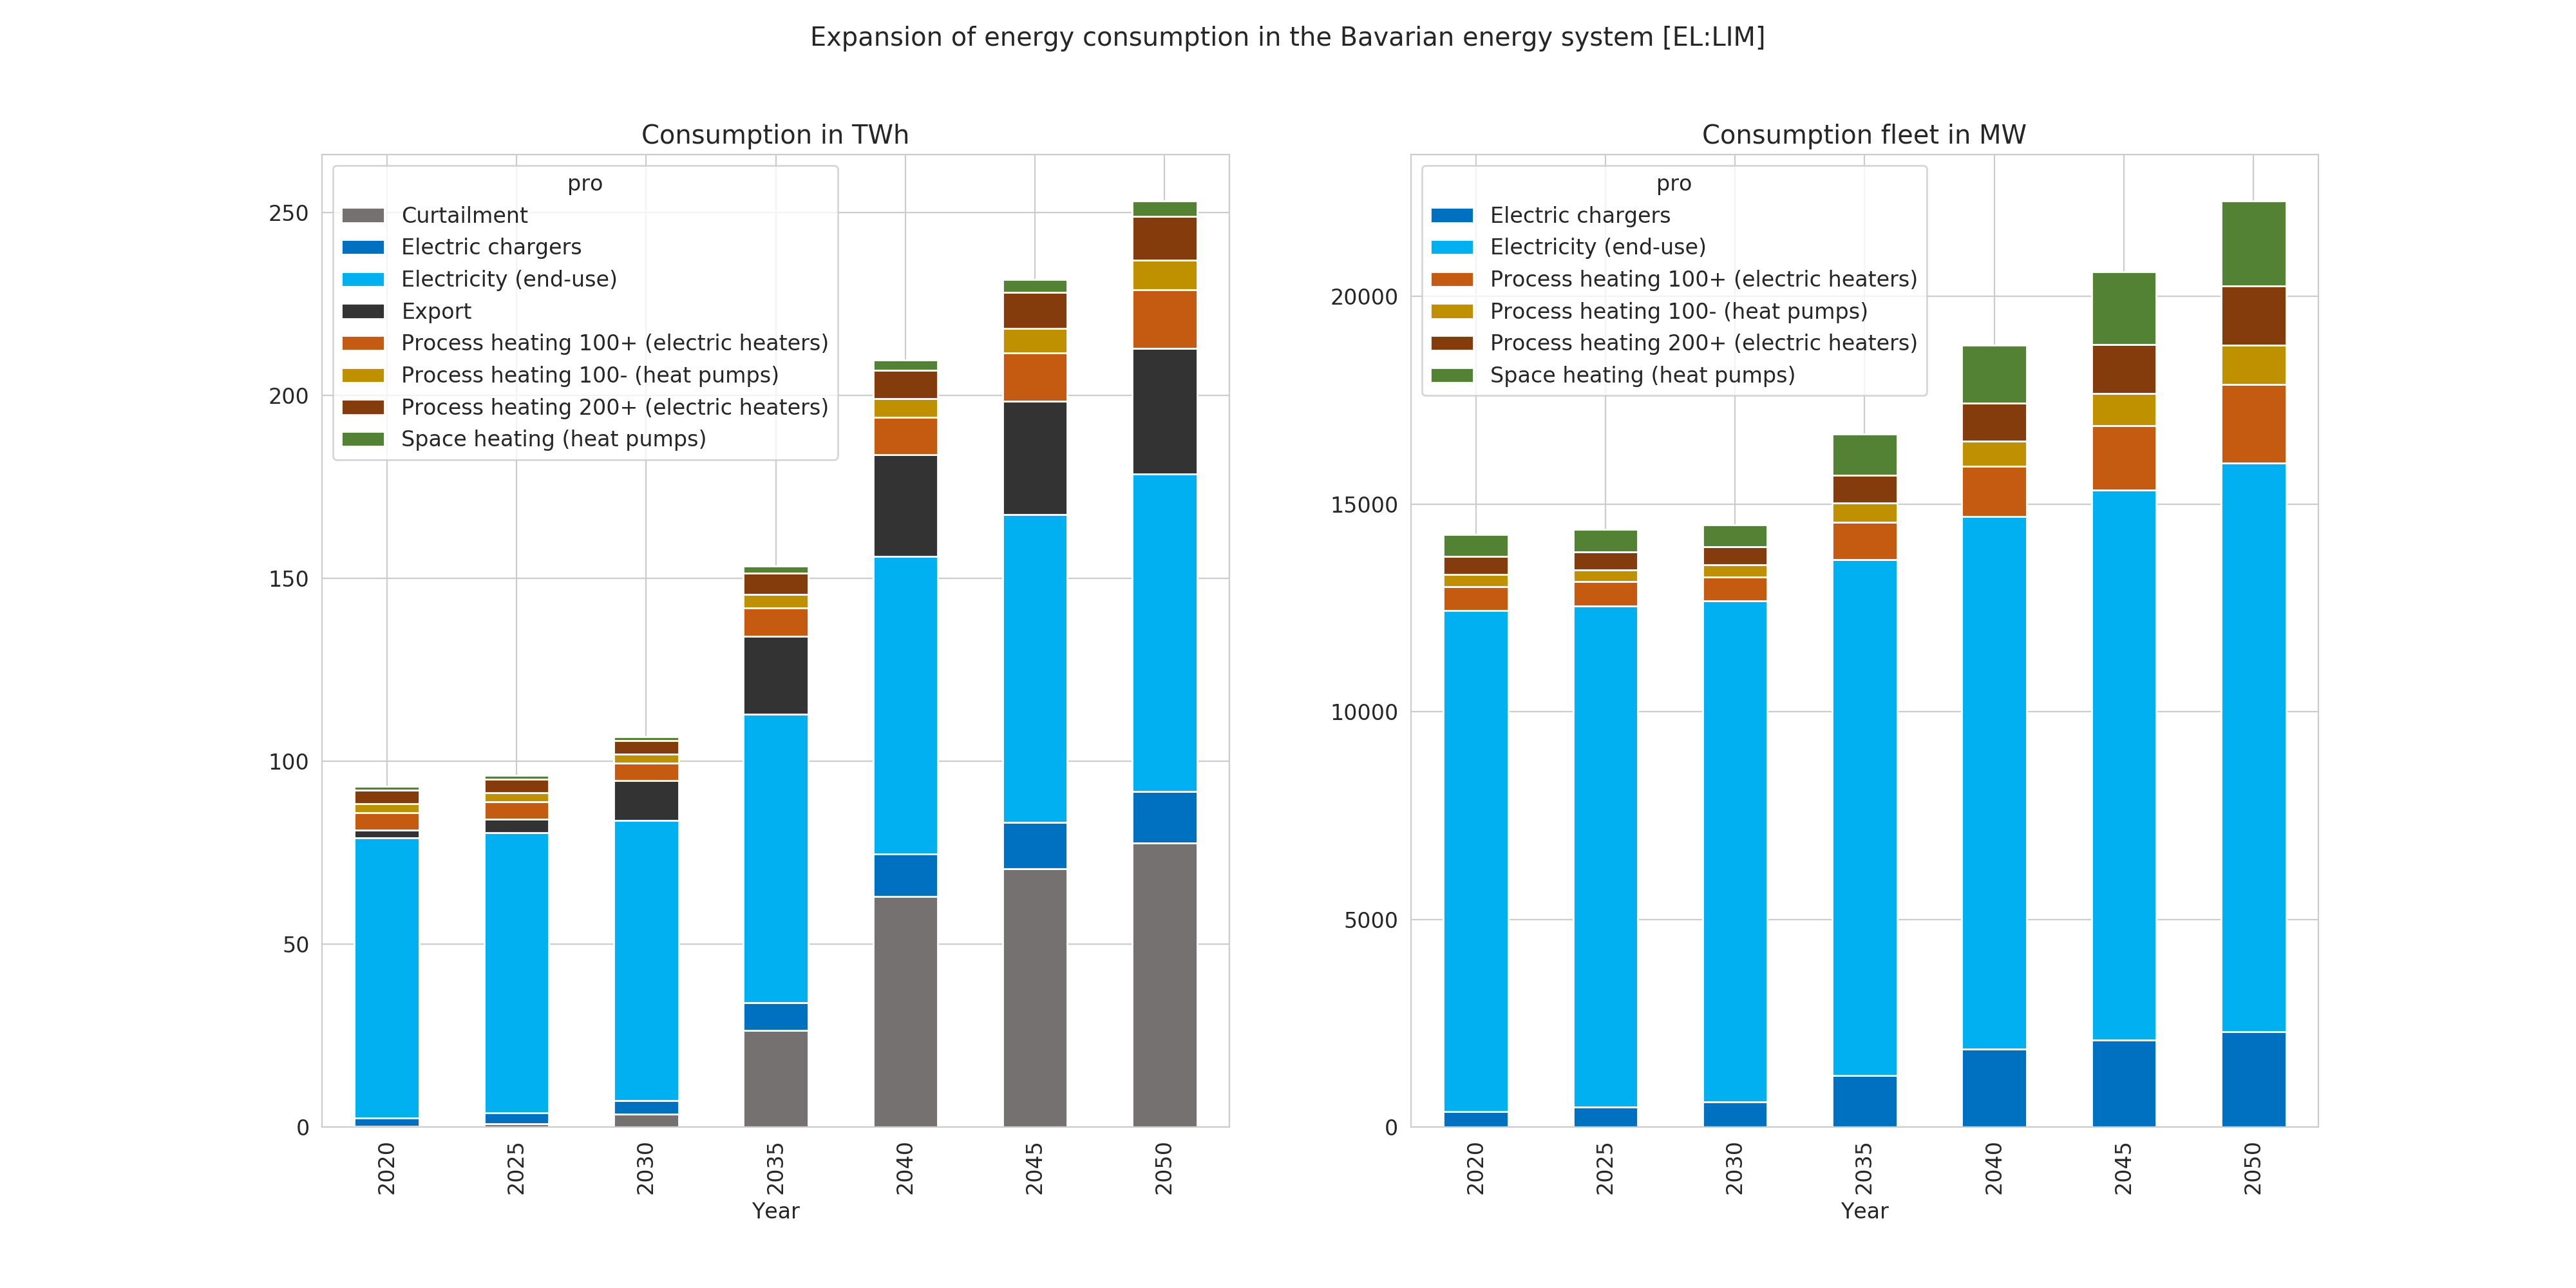 Expansion of energy consumption in the Bavarian energy system [EL:LIM]
Consumption in TWh
pro
Curtailment
Electric chargers
Electricity (end-use)
Export
Process heating 100+ (electric heaters)
Process heating 100- (heat pumps)
Process heating 200+ (electric heaters)
Space heating (heat pumps)
250
200
150
100
50
0
2020
2025
2030
2035
2040
2045
2050
Year
Consumption fleet in MW
pro
Electric chargers
Electricity (end-use)
Process heating 100+ (electric heaters)
Process heating 100- (heat pumps)
Process heating 200+ (electric heaters)
Space heating (heat pumps)
20000
15000
10000
5000
0
2020
2025
2030
2035
2040
2045
2050
Year